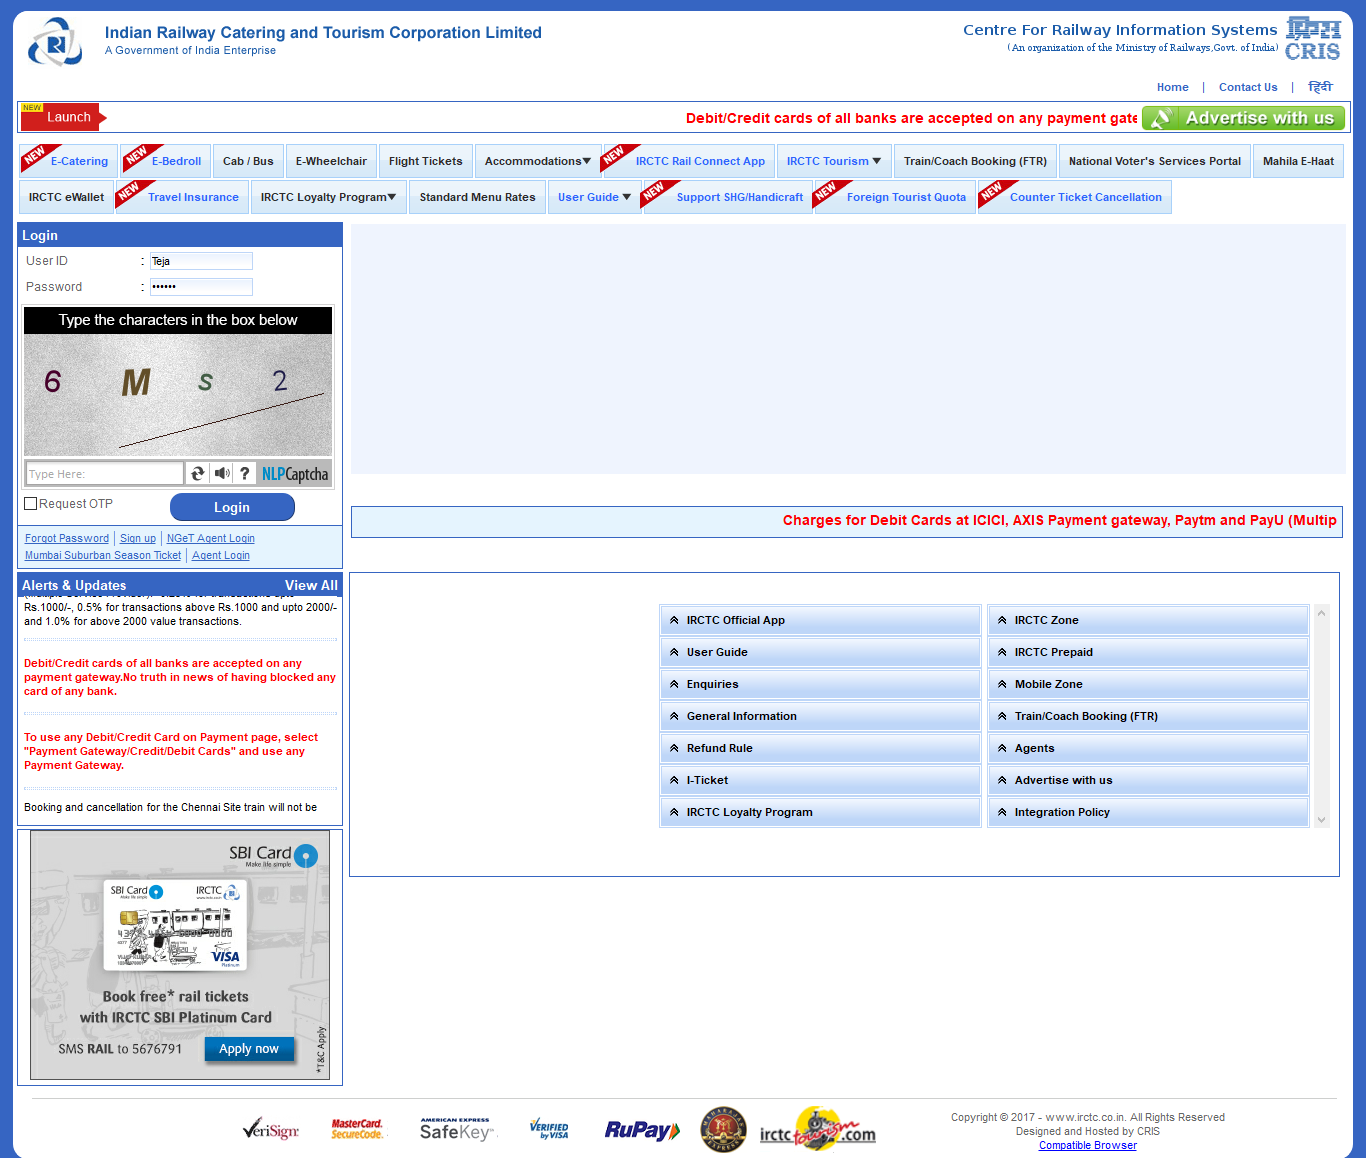 Indian Railway Catering and Tourism Corporation Limited
A Government of India Enterprise
Centre For Railway Information Systems
(An organization of the Ministry of Railways,Govt. of India)
CRIS
Home | Contact Us | हिंदी
NEW
Launch
Debit/Credit cards of all banks are accepted on any payment gate
Advertise with us
NEW E-Catering NEW E-Bedroll Cab / Bus E-Wheelchair Flight Tickets Accommodations NEW IRCTC Rail Connect App IRCTC Tourism Train/Coach Booking (FTR) National Voter's Services Portal Mahila E-Haat
IRCTC eWallet NEW Travel Insurance IRCTC Loyalty Program Standard Menu Rates User Guide NEW Support SHG/Handicraft NEW Foreign Tourist Quota NEW Counter Ticket Cancellation
Login
User ID : Teja
Password : ••••••
Type the characters in the box below
6 M s 2
Type Here: ? NLPCaptcha
Request OTP Login
Forgot Password | Sign up | NGeT Agent Login
Mumbai Suburban Season Ticket | Agent Login
Charges for Debit Cards at ICICI, AXIS Payment gateway, Paytm and PayU (Multip
Alerts & Updates View All
Rs.1000/-, 0.5% for transactions above Rs.1000 and upto 2000/-
and 1.0% for above 2000 value transactions.
Debit/Credit cards of all banks are accepted on any
payment gateway.No truth in news of having blocked any
card of any bank.
To use any Debit/Credit Card on Payment page, select
"Payment Gateway/Credit/Debit Cards" and use any
Payment Gateway.
Booking and cancellation for the Chennai Site train will not be
IRCTC Official App IRCTC Zone
User Guide IRCTC Prepaid
Enquiries Mobile Zone
General Information Train/Coach Booking (FTR)
Refund Rule Agents
I-Ticket Advertise with us
IRCTC Loyalty Program Integration Policy
SBI Card
Make life simple
SBI Card IRCTC
Make life simple
VISA
Platinum
Book free* rail tickets
with IRCTC SBI Platinum Card
SMS RAIL to 5676791 Apply now
*T&C Apply
VeriSign
MasterCard.
SecureCode.
AMERICAN EXPRESS
SafeKey
VERIFIED
by VISA
RuPay
irctc tourism .com
Copyright © 2017 - www.irctc.co.in. All Rights Reserved
Designed and Hosted by CRIS
Compatible Browser